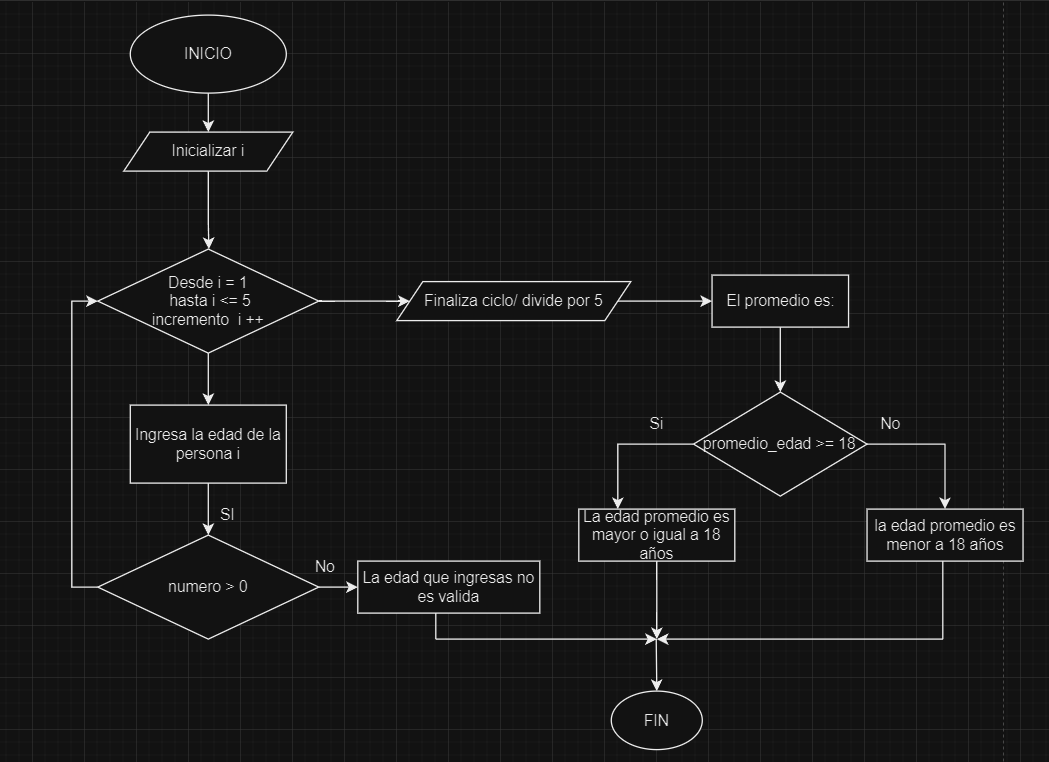 INICIO
Inicializar i
Desde i = 1
hasta i <= 5
incremento i ++
Finaliza ciclo/ divide por 5
El promedio es:
Ingresa la edad de la
persona i
SI
numero > 0
No
La edad que ingresas no
es valida
promedio_edad >= 18
Si
No
La edad promedio es
mayor o igual a 18
años
la edad promedio es
menor a 18 años
FIN